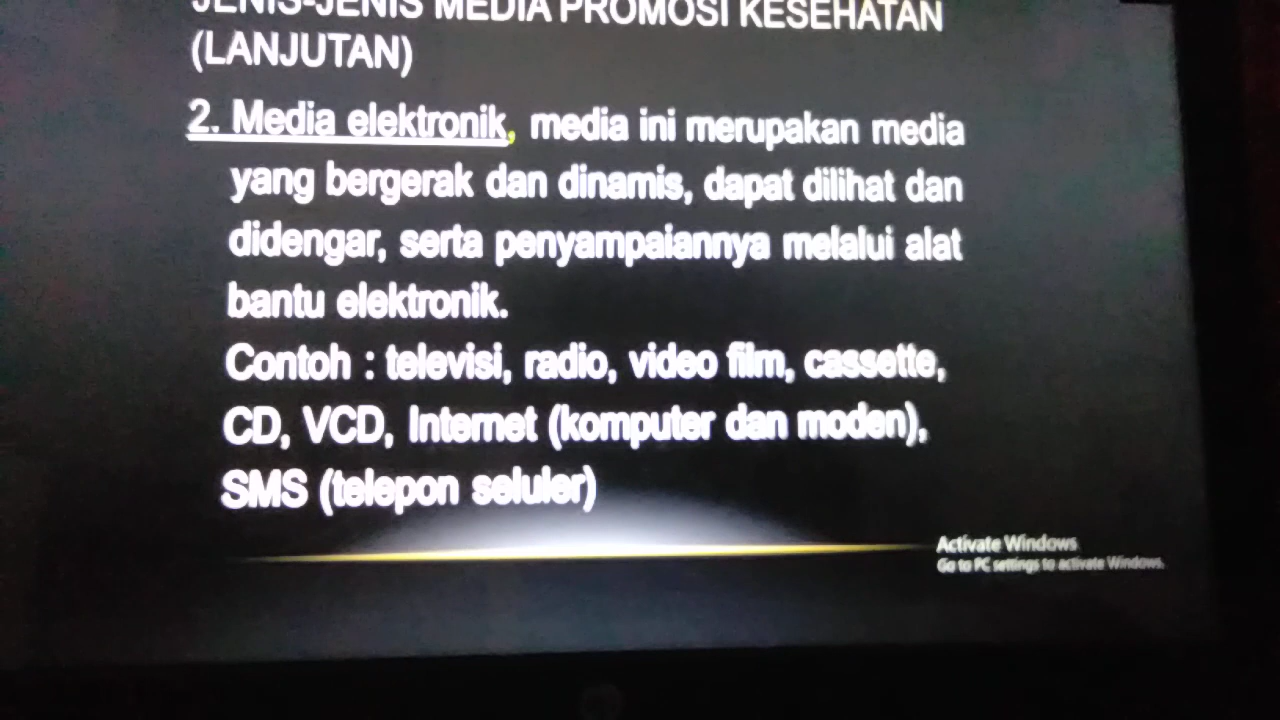 JENIS-JENIS MEDIA PROMOSI KESEHATAN
(LANJUTAN)
2. Media elektronik, media ini merupakan media
yang bergerak dan dinamis, dapat dilihat dan
didengar, serta penyampaiannya melalui alat
bantu elektronik.
Contoh : televisi, radio, video film, cassette,
CD, VCD, Internet (komputer dan moden),
SMS (telepon seluler)
Activate Windows
Go to PC settings to activate Windows.